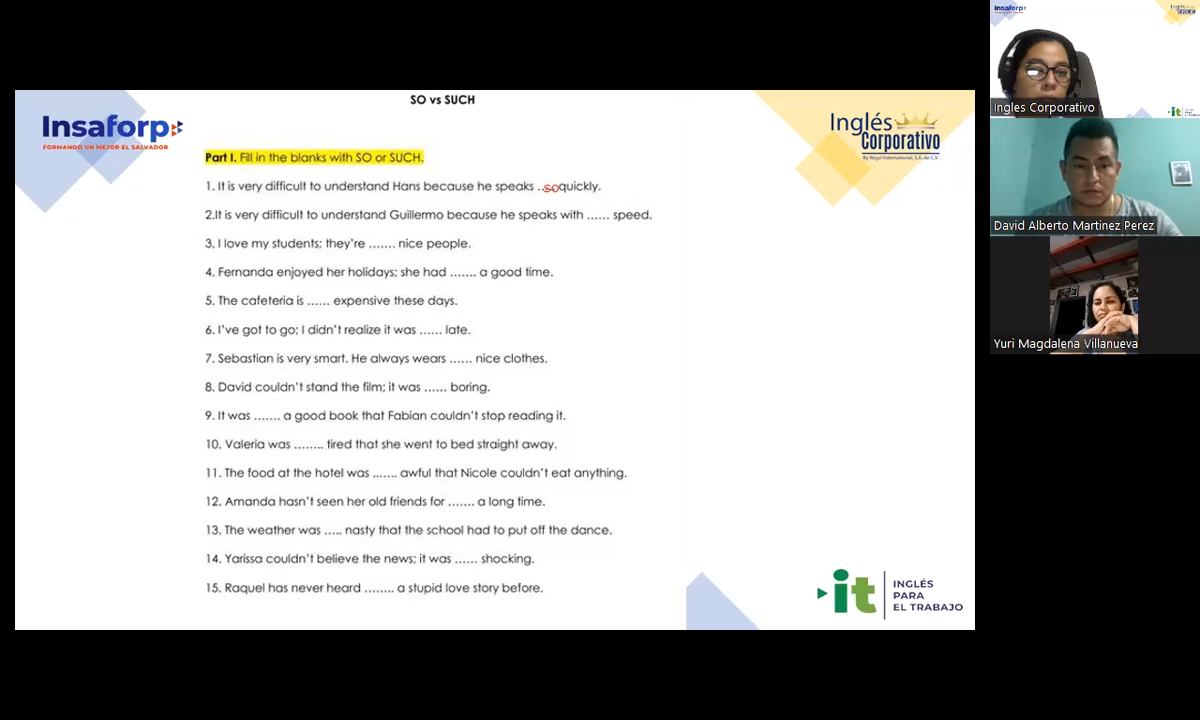 SO vs SUCH
Insaforp
FORMANDO UN MEJOR EL SALVADOR
Inglés
Corporativo
By Regal International, S.A. de C.V.
Part I. Fill in the blanks with SO or SUCH.
1. It is very difficult to understand Hans because he speaks ..so quickly.
2.It is very difficult to understand Guillermo because he speaks with ...... speed.
3. I love my students; they're ....... nice people.
4. Fernanda enjoyed her holidays; she had ....... a good time.
5. The cafeteria is ...... expensive these days.
6. I've got to go; I didn't realize it was ...... late.
7. Sebastian is very smart. He always wears ...... nice clothes.
8. David couldn't stand the film; it was ...... boring.
9. It was ....... a good book that Fabian couldn't stop reading it.
10. Valeria was ........ tired that she went to bed straight away.
11. The food at the hotel was ....... awful that Nicole couldn't eat anything.
12. Amanda hasn't seen her old friends for ....... a long time.
13. The weather was ..... nasty that the school had to put off the dance.
14. Yarissa couldn't believe the news; it was ...... shocking.
15. Raquel has never heard ........ a stupid love story before.
it
INGLÉS
PARA
EL TRABAJO
Insaforp
Ingles Corporativo
it
David Alberto Martinez Perez
Yuri Magdalena Villanueva